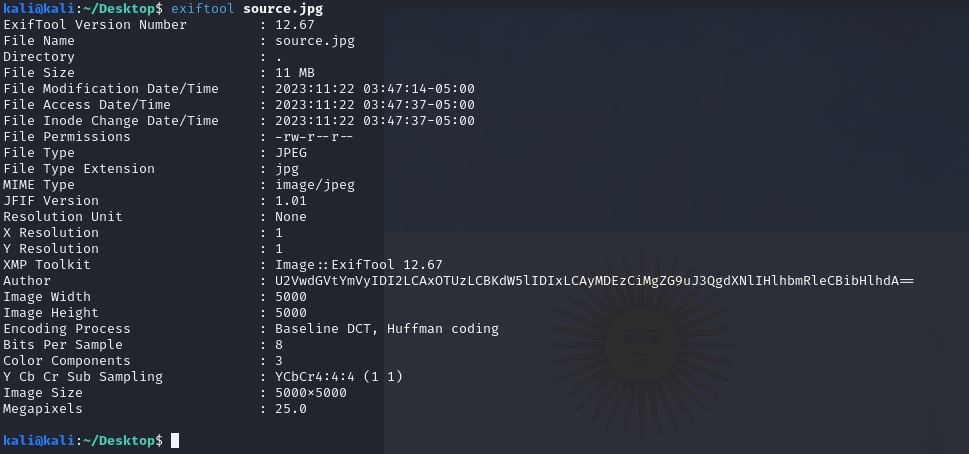 kali@kali:~/Desktop$ exiftool source.jpg
ExifTool Version Number : 12.67
File Name : source.jpg
Directory : .
File Size : 11 MB
File Modification Date/Time : 2023:11:22 03:47:14-05:00
File Access Date/Time : 2023:11:22 03:47:37-05:00
File Inode Change Date/Time : 2023:11:22 03:47:37-05:00
File Permissions : -rw-r--r--
File Type : JPEG
File Type Extension : jpg
MIME Type : image/jpeg
JFIF Version : 1.01
Resolution Unit : None
X Resolution : 1
Y Resolution : 1
XMP Toolkit : Image::ExifTool 12.67
Author : U2VwdGVtYmVyIDI2LCAxOTUzLCBKdW5lIDIxLCAyMDEzCiMgZG9uJ3QgdXNlIHlhbmRleCBibHlhdA==
Image Width : 5000
Image Height : 5000
Encoding Process : Baseline DCT, Huffman coding
Bits Per Sample : 8
Color Components : 3
Y Cb Cr Sub Sampling : YCbCr4:4:4 (1 1)
Image Size : 5000×5000
Megapixels : 25.0
kali@kali:~/Desktop$